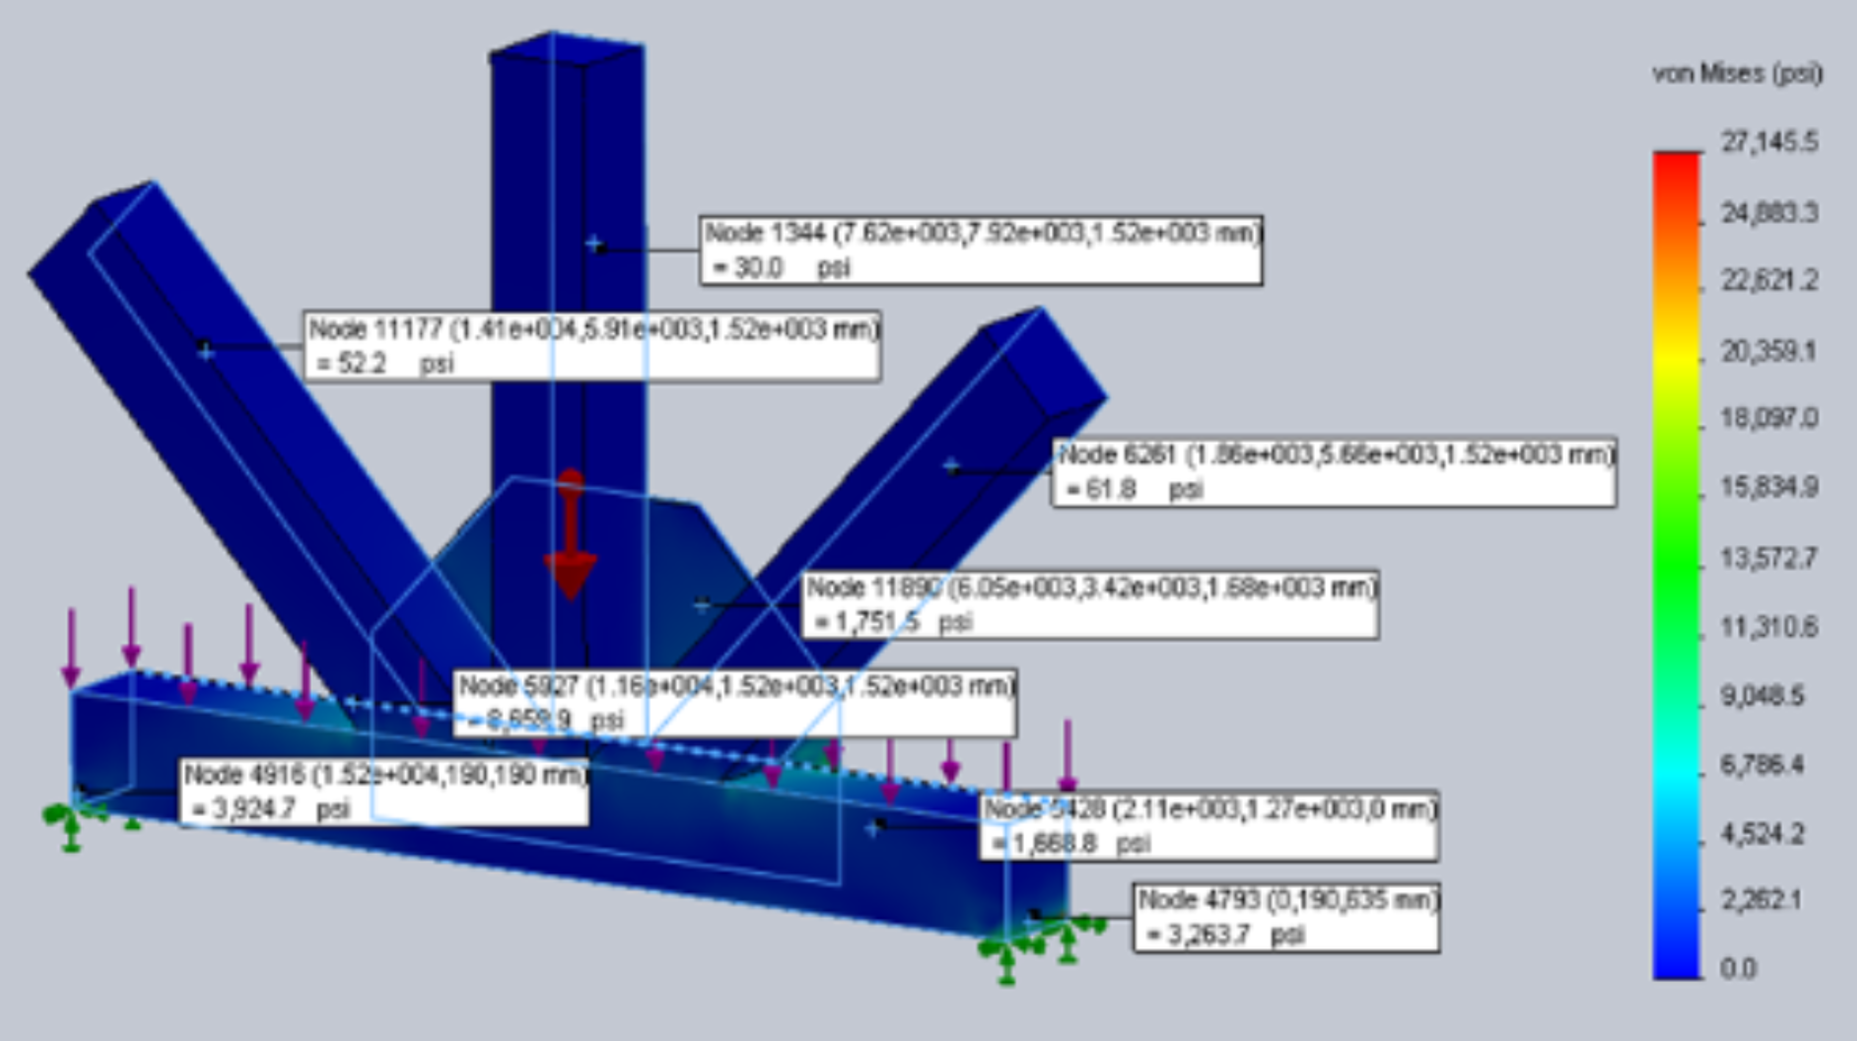 von Mises (psi)
27,145.5
24,883.3
22,621.2
20,359.1
18,097.0
15,834.9
13,572.7
11,310.6
9,048.5
6,786.4
4,524.2
2,262.1
0.0
Node 1344 (7.62e+003,7.92e+003,1.52e+003 mm)
= 30.0 psi
Node 11177 (1.41e+004,5.91e+003,1.52e+003 mm)
= 52.2 psi
Node 6261 (1.86e+003,5.66e+003,1.52e+003 mm)
= 61.8 psi
Node 11890 (6.05e+003,3.42e+003,1.68e+003 mm)
= 1,751.5 psi
Node 5927 (1.16e+004,1.52e+003,1.52e+003 mm)
= psi
Node 4916 (1.52e+004,190,190 mm)
= 3,924.7 psi
Node (2.11e+003,1.27e+003,0 mm)
= 1,668.8 psi
Node 4793 (0,190,635 mm)
= 3,263.7 psi